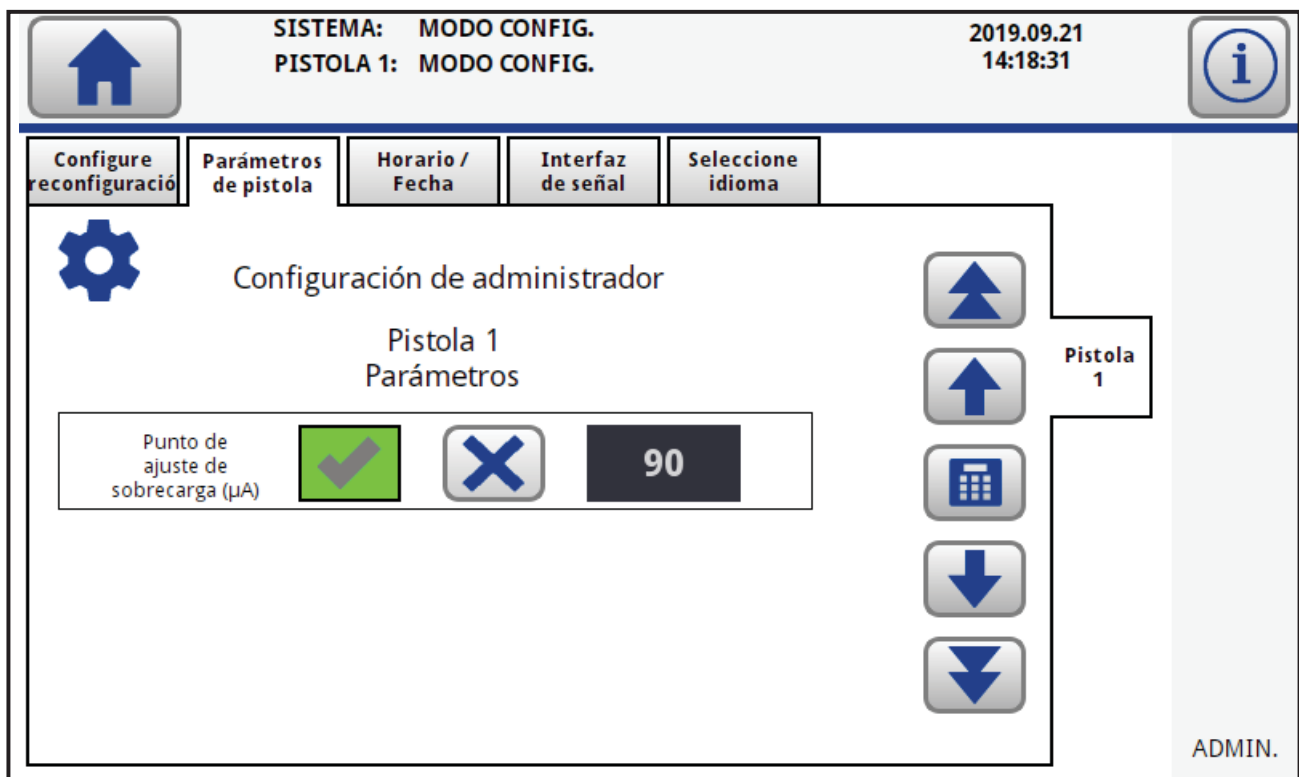 SISTEMA: MODO CONFIG.
PISTOLA 1: MODO CONFIG.
2019.09.21
14:18:31
i
Configure
reconfiguració
Parámetros
de pistola
Horario /
Fecha
Interfaz
de señal
Seleccione
idioma
Configuración de administrador
Pistola 1
Parámetros
Punto de
ajuste de
sobrecarga (µA)
90
Pistola
1
ADMIN.